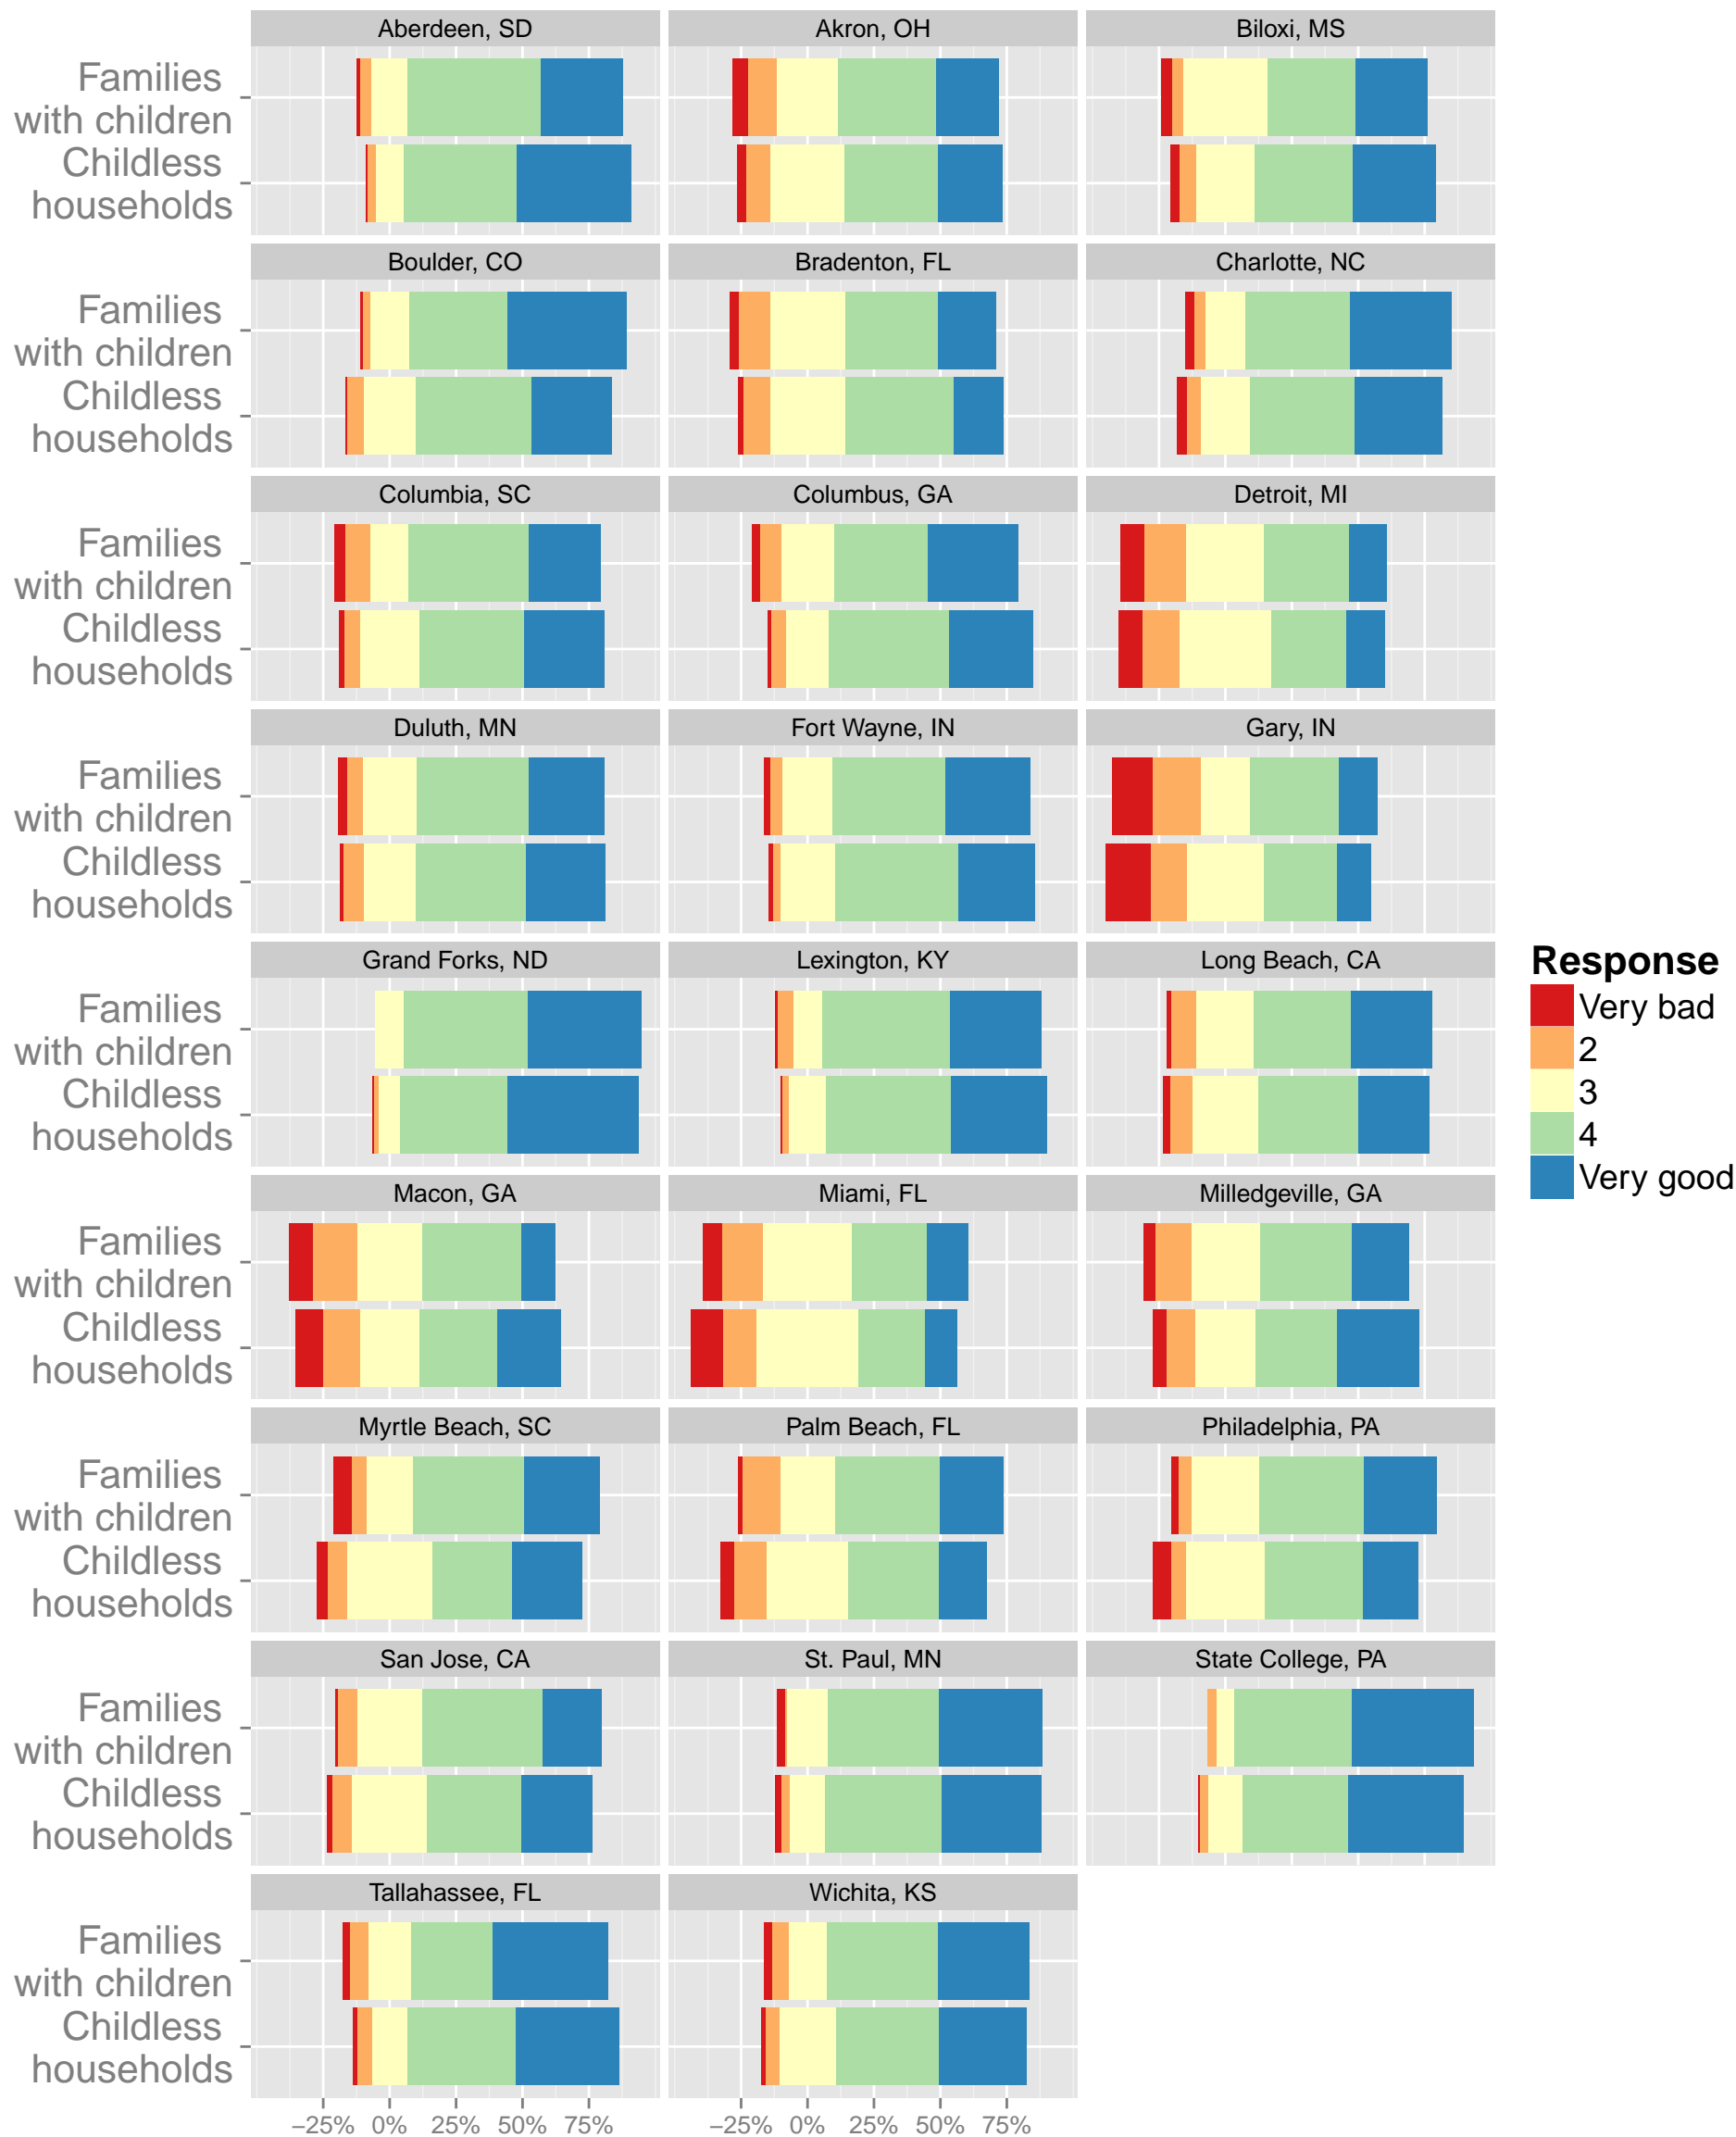 Aberdeen, SD
Akron, OH
Biloxi, MS
Families
with children
Childless
households
Boulder, CO
Bradenton, FL
Charlotte, NC
Families
with children
Childless
households
Columbia, SC
Columbus, GA
Detroit, MI
Families
with children
Childless
households
Duluth, MN
Fort Wayne, IN
Gary, IN
Families
with children
Childless
households
Grand Forks, ND
Lexington, KY
Long Beach, CA
Families
with children
Childless
households
Macon, GA
Miami, FL
Milledgeville, GA
Families
with children
Childless
households
Myrtle Beach, SC
Palm Beach, FL
Philadelphia, PA
Families
with children
Childless
households
San Jose, CA
St. Paul, MN
State College, PA
Families
with children
Childless
households
Tallahassee, FL
Wichita, KS
Families
with children
Childless
households
−25% 0% 25% 50% 75%
−25% 0% 25% 50% 75%
Response
Very bad
2
3
4
Very good